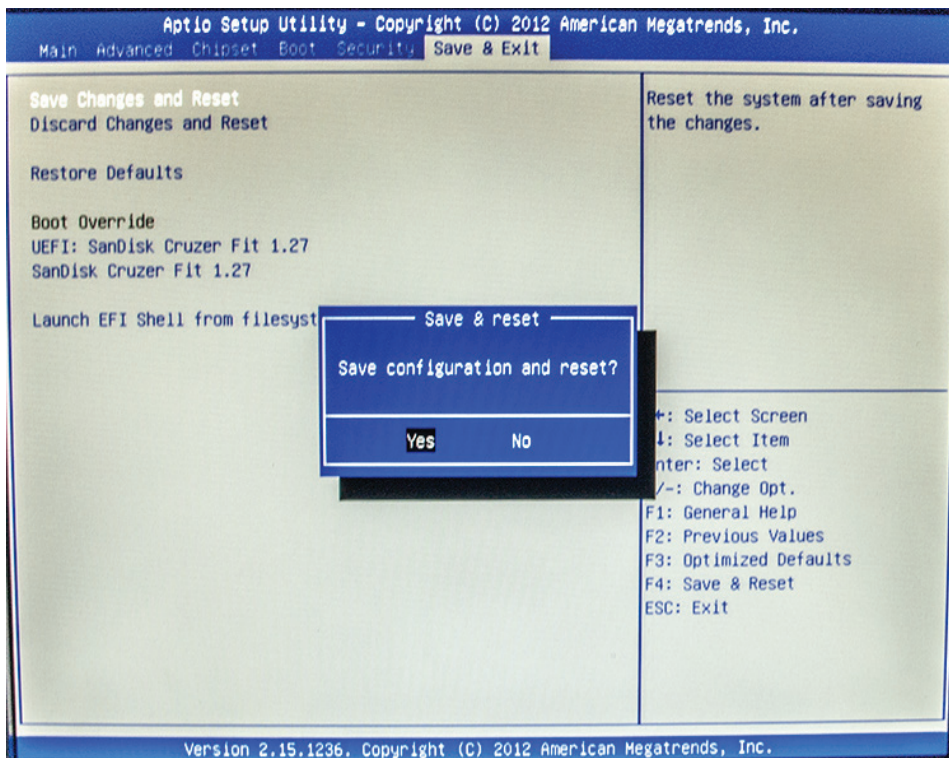 Aptio Setup Utility – Copyright (C) 2012 American Megatrends, Inc.
Main Advanced Chipset Boot Security Save & Exit
Save Changes and Reset
Discard Changes and Reset
Restore Defaults
Boot Override
UEFI: SanDisk Cruzer Fit 1.27
SanDisk Cruzer Fit 1.27
Launch EFI Shell from filesyst
Save & reset
Save configuration and reset?
Yes No
Reset the system after saving
the changes.
←: Select Screen
↓: Select Item
nter: Select
/-: Change Opt.
F1: General Help
F2: Previous Values
F3: Optimized Defaults
F4: Save & Reset
ESC: Exit
Version 2.15.1236. Copyright (C) 2012 American Megatrends, Inc.